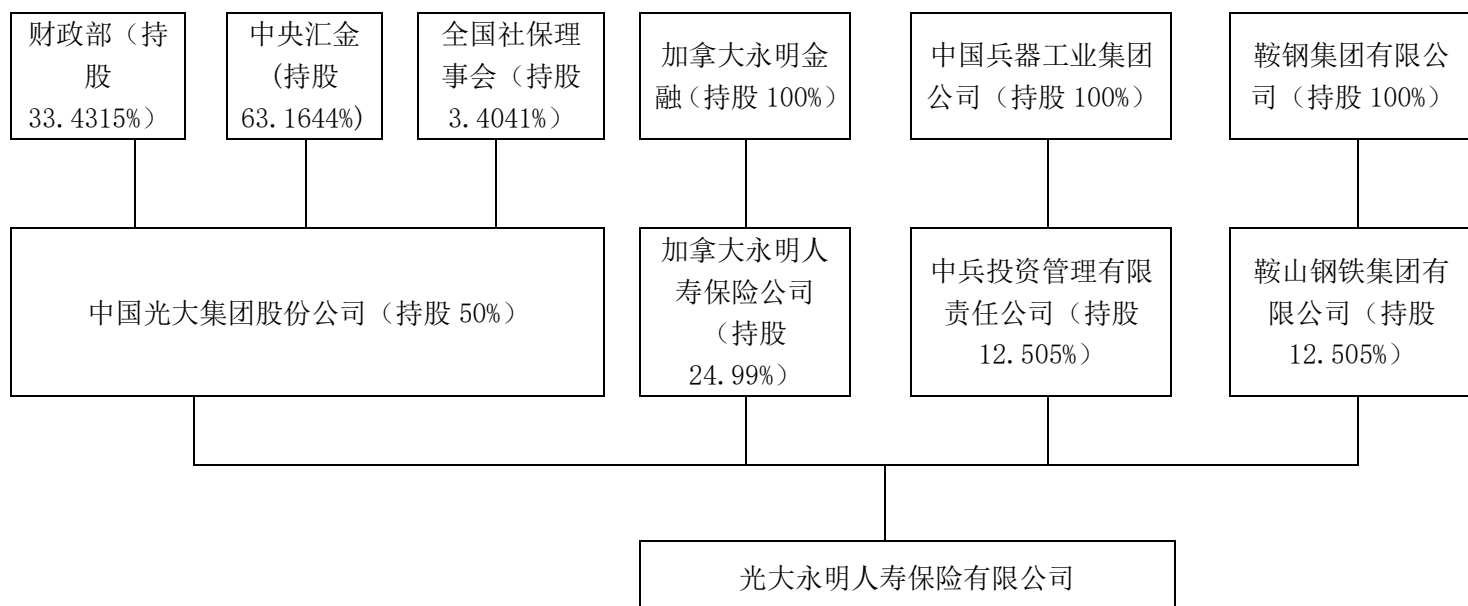 财政部（持
股
33.4315%）
中央汇金
(持股
63.1644%)
全国社保理
事会（持股
3.4041%）
加拿大永明金
融（持股 100%）
中国兵器工业集团
公司（持股 100%）
鞍钢集团有限公
司（持股 100%）
中国光大集团股份公司（持股 50%）
加拿大永明人
寿保险公司
（持股
24.99%）
中兵投资管理有限
责任公司（持股
12.505%）
鞍山钢铁集团有
限公司（持股
12.505%）
光大永明人寿保险有限公司